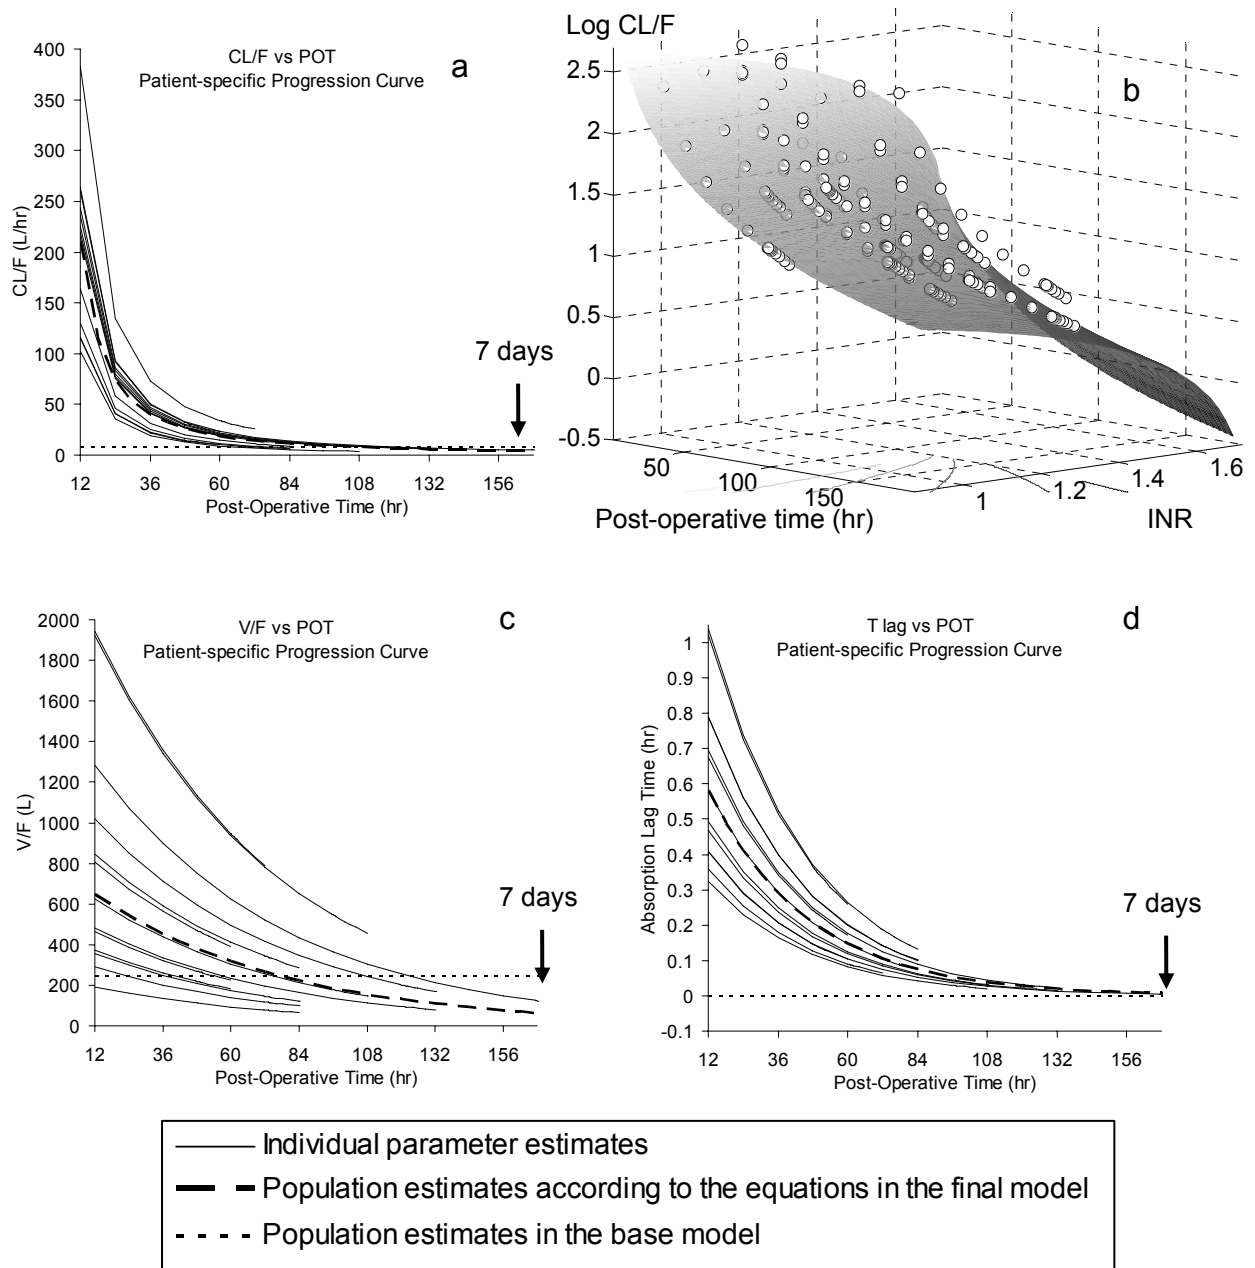 CL/F vs POT
Patient-specific Progression Curve
a
400
350
300
250
200
150
100
50
0
CL/F (L/hr)
7 days
12 36 60 84 108 132 156
Post-Operative Time (hr)
Log CL/F
b
2.5
2
1.5
1
0.5
0
-0.5
50 100 150
Post-operative time (hr)
1 1.2 1.4 1.6
INR
V/F vs POT
Patient-specific Progression Curve
c
2000
1800
1600
1400
1200
1000
800
600
400
200
0
V/F (L)
7 days
12 36 60 84 108 132 156
Post-Operative Time (hr)
T lag vs POT
Patient-specific Progression Curve
d
1
0.9
0.8
0.7
0.6
0.5
0.4
0.3
0.2
0.1
0
-0.1
Absorption Lag Time (hr)
7 days
12 36 60 84 108 132 156
Post-Operative Time (hr)
Individual parameter estimates
Population estimates according to the equations in the final model
Population estimates in the base model